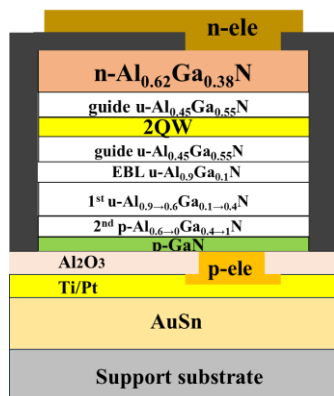 n-ele
n-Al₀.₆₂Ga₀.₃₈N
guide u-Al₀.₄₅Ga₀.₅₅N
2QW
guide u-Al₀.₄₅Ga₀.₅₅N
EBL u-Al₀.₉Ga₀.₁N
1ˢᵗ u-Al₀.₉→₀.₆Ga₀.₁→₀.₄N
2ⁿᵈ p-Al₀.₆→₀Ga₀.₄→₁N
p-GaN
Al₂O₃
p-ele
Ti/Pt
AuSn
Support substrate